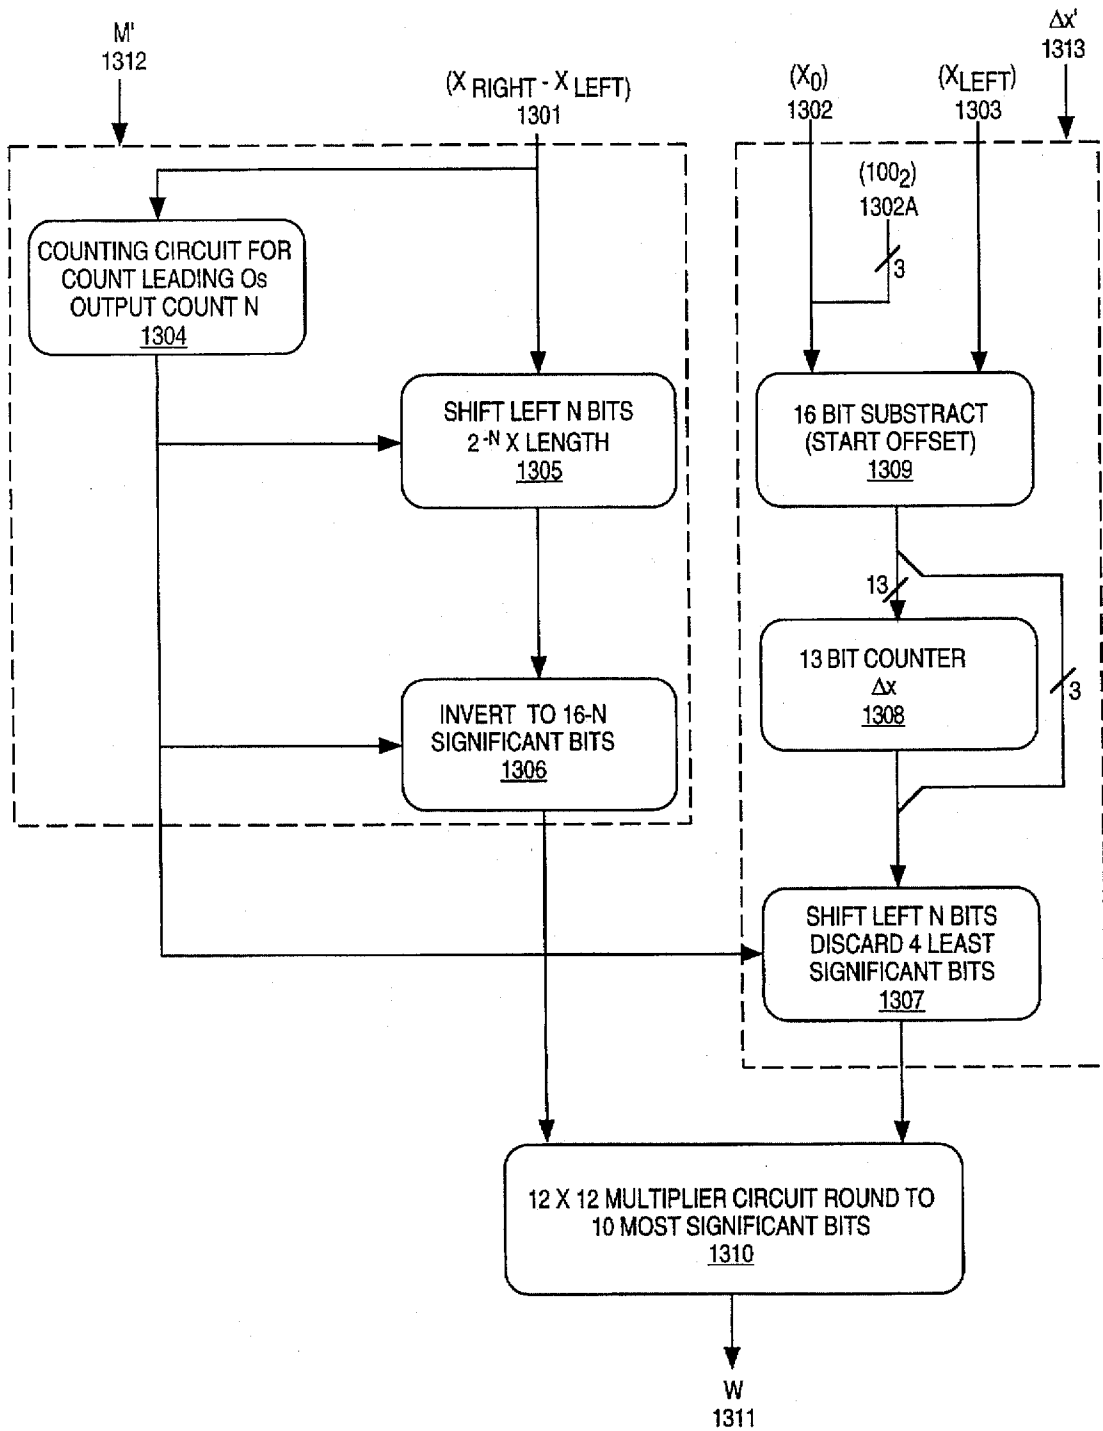 M'
1312
(X RIGHT - X LEFT)
1301
(X0)
1302
(XLEFT)
1303
Δx'
1313
(1002)
1302A
3
COUNTING CIRCUIT FOR
COUNT LEADING Os
OUTPUT COUNT N
1304
SHIFT LEFT N BITS
2-N X LENGTH
1305
16 BIT SUBSTRACT
(START OFFSET)
1309
13
13 BIT COUNTER
Δx
1308
3
INVERT TO 16-N
SIGNIFICANT BITS
1306
SHIFT LEFT N BITS
DISCARD 4 LEAST
SIGNIFICANT BITS
1307
12 X 12 MULTIPLIER CIRCUIT ROUND TO
10 MOST SIGNIFICANT BITS
1310
W
1311